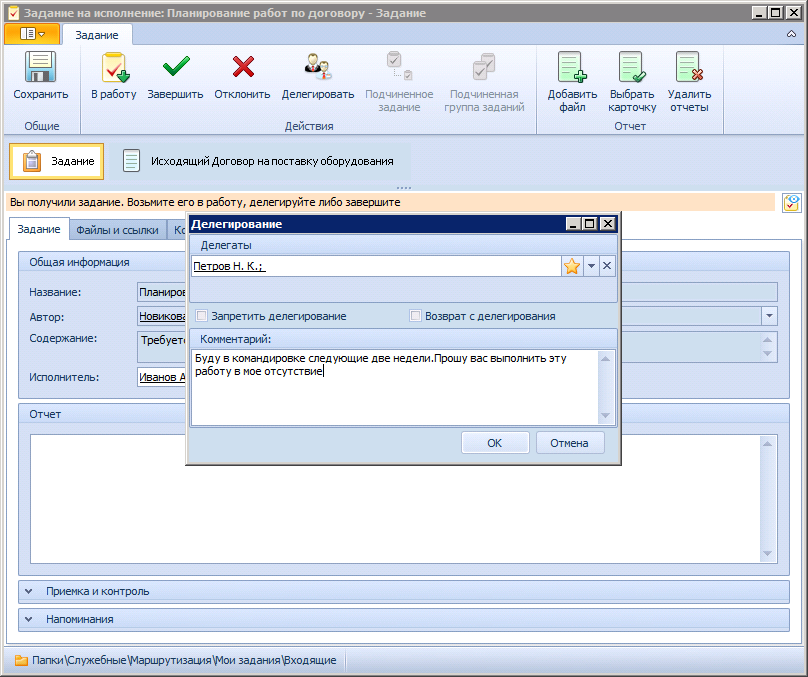 Задание на исполнение: Планирование работ по договору - Задание
Задание
Сохранить
В работу
Завершить
Отклонить
Делегировать
Подчиненное
задание
Подчиненная
группа заданий
Добавить
файл
Выбрать
карточку
Удалить
отчеты
Общие
Действия
Отчет
Задание
Исходящий Договор на поставку оборудования
Вы получили задание. Возьмите его в работу, делегируйте либо завершите
Задание
Файлы и ссылки
Ко
Общая информация
Название:
Планиров
Автор:
Новикова
Содержание:
Требуетс
Исполнитель:
Иванов А
Делегирование
Делегаты
Петров Н. К.;
Запретить делегирование
Возврат с делегирования
Комментарий:
Буду в командировке следующие две недели.Прошу вас выполнить эту
работу в мое отсутствие
ОК
Отмена
Отчет
Приемка и контроль
Напоминания
Папки\Служебные\Маршрутизация\Мои задания\Входящие